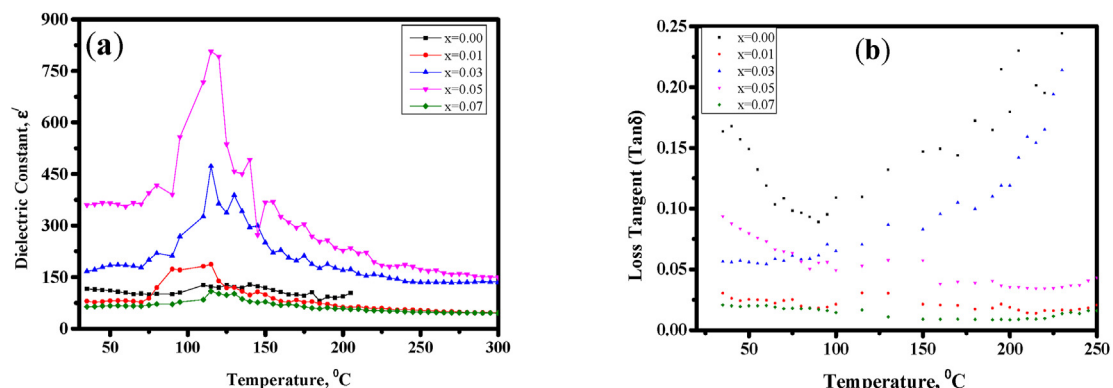 900
750
600
450
300
150
0
50
100
150
200
250
300
Dielectric Constant, ε′
Temperature, ⁰C
(a)
x=0.00
x=0.01
x=0.03
x=0.05
x=0.07
0.25
0.20
0.15
0.10
0.05
0.00
50
100
150
200
250
Loss Tangent (Tanδ)
Temperature, ⁰C
(b)
x=0.00
x=0.01
x=0.03
x=0.05
x=0.07